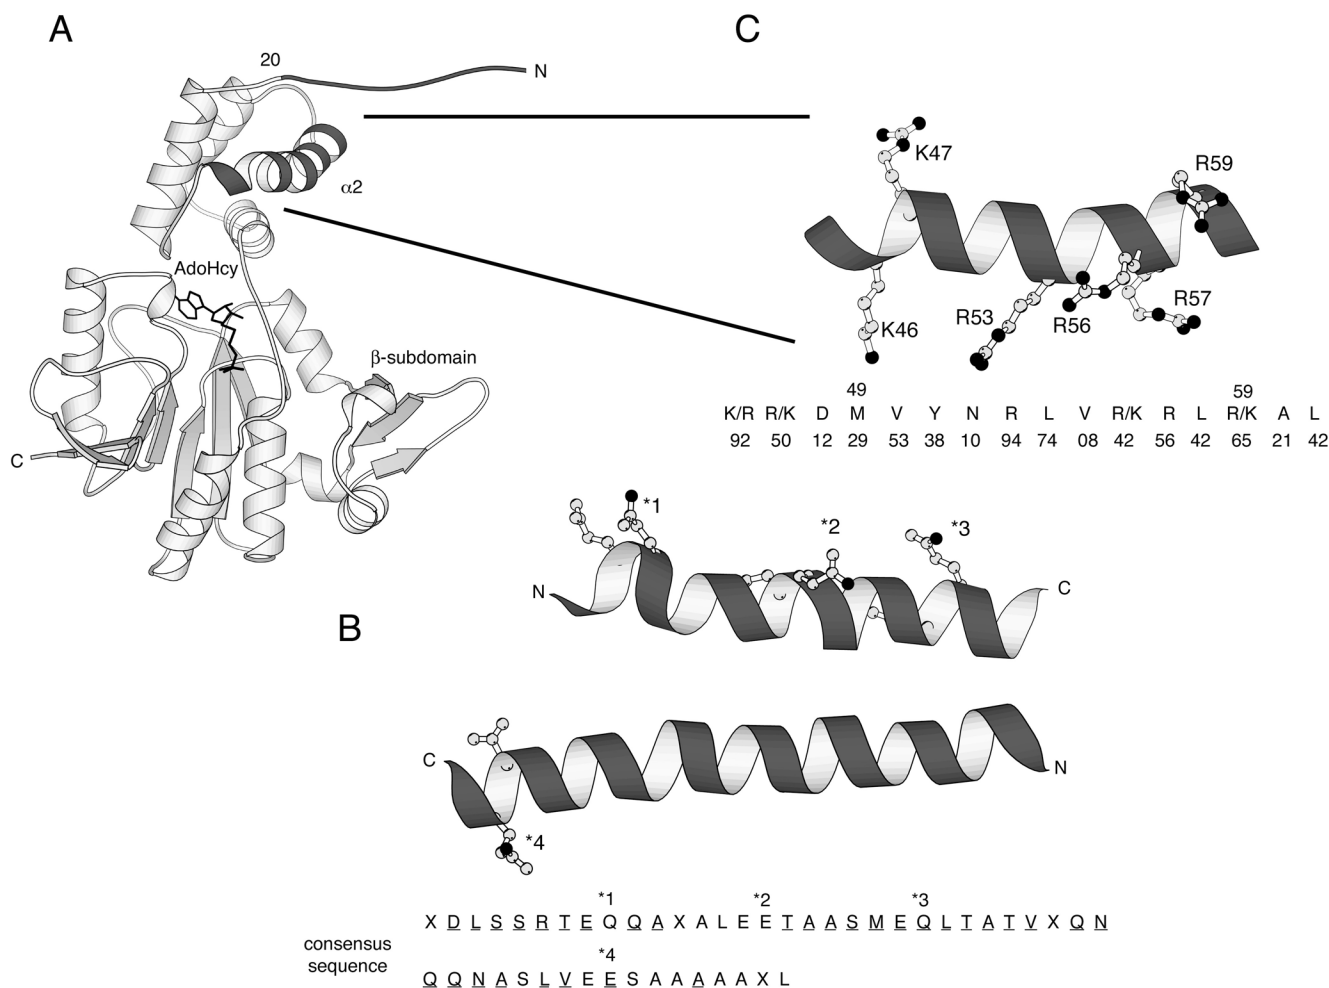 A
20
N
α2
AdoHcy
β-subdomain
C
C
K47
R59
K46
R53
R56
R57
49 59
K/R R/K D M V Y N R L V R/K R L R/K A L
92 50 12 29 53 38 10 94 74 08 42 56 42 65 21 42
B
*1
*2
*3
N
C
C
N
*4
*1 *2 *3
X D L S S R T E Q Q A X A L E E T A A S M E Q L T A T V X Q N
consensus
sequence
*4
Q Q N A S L V E E S A A A A A X L